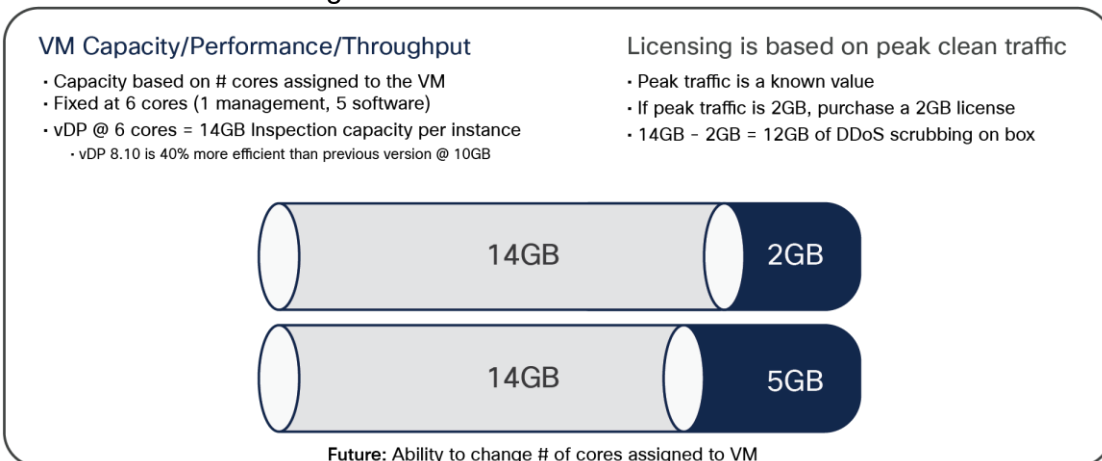 VM Capacity/Performance/Throughput
· Capacity based on # cores assigned to the VM
· Fixed at 6 cores (1 management, 5 software)
· vDP @ 6 cores = 14GB Inspection capacity per instance
· vDP 8.10 is 40% more efficient than previous version @ 10GB
Licensing is based on peak clean traffic
· Peak traffic is a known value
· If peak traffic is 2GB, purchase a 2GB license
· 14GB - 2GB = 12GB of DDoS scrubbing on box
14GB
2GB
14GB
5GB
Future: Ability to change # of cores assigned to VM